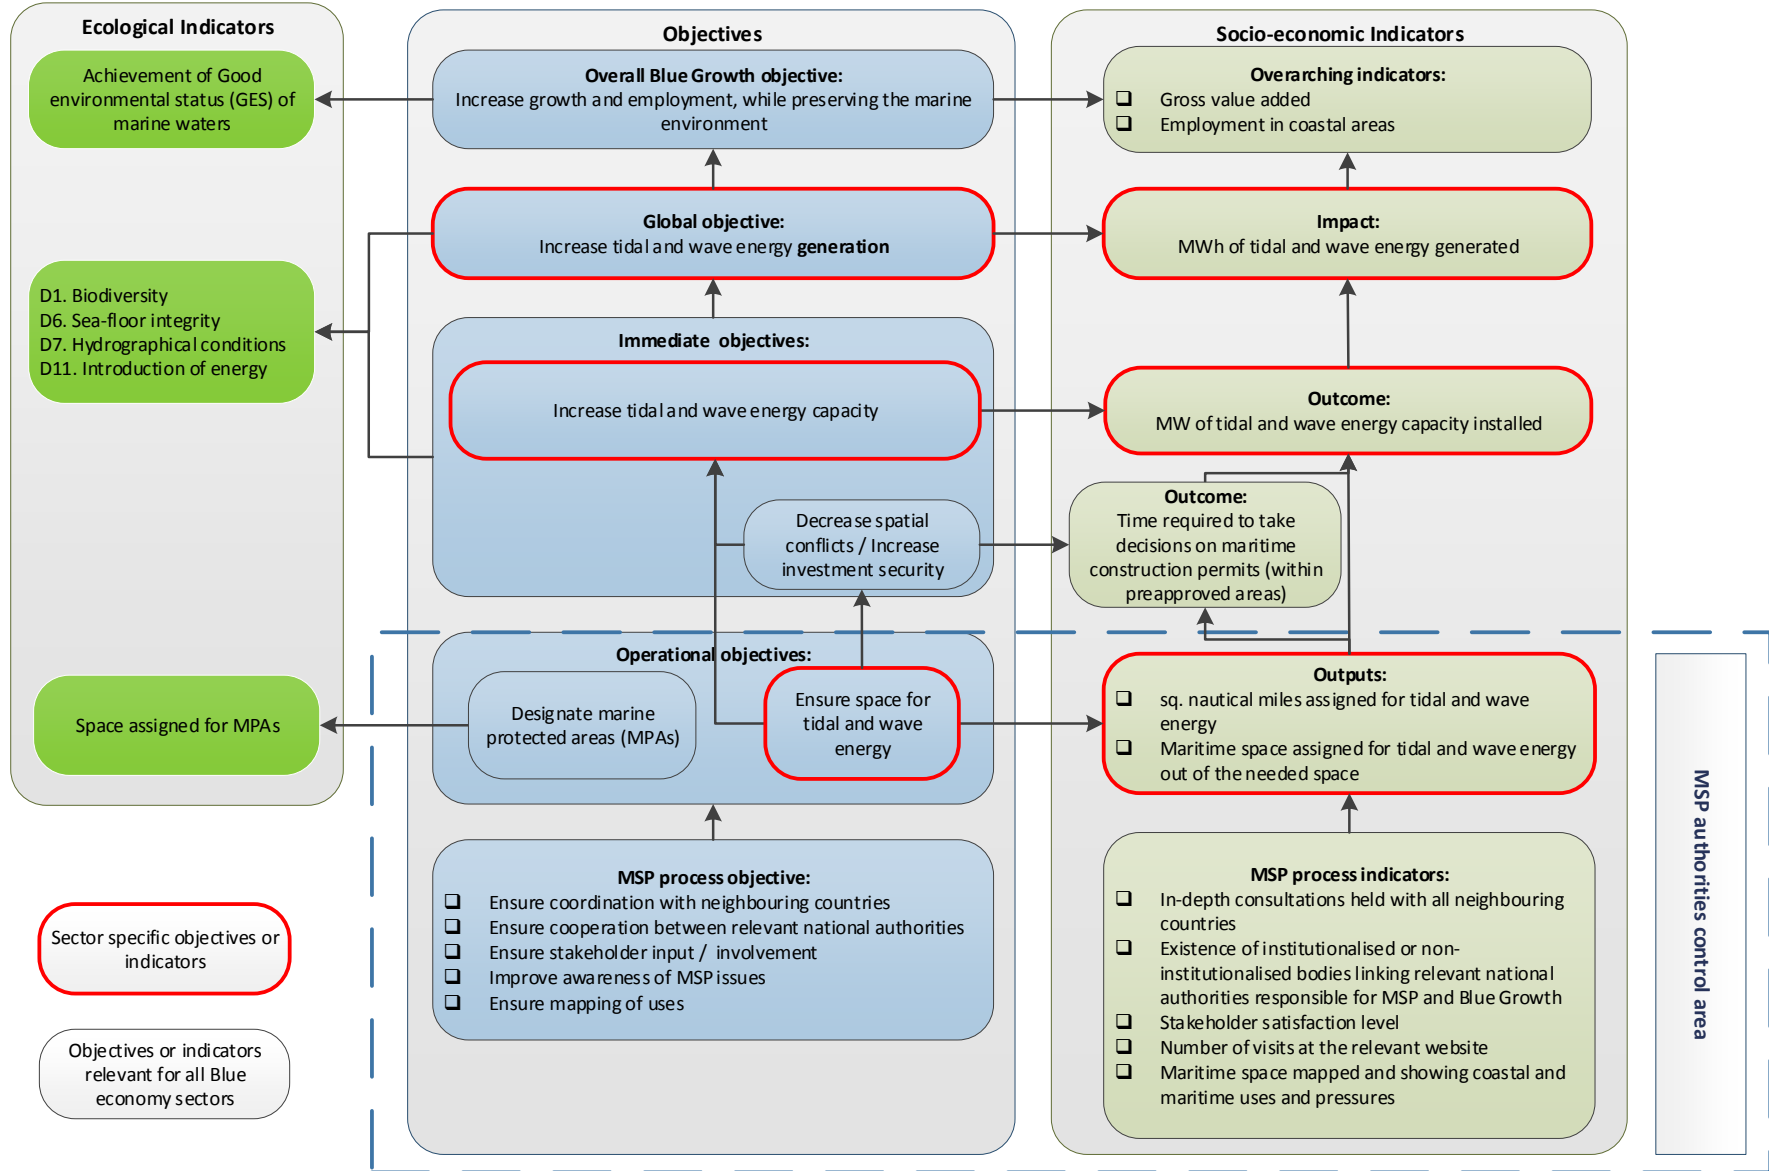 Ecological Indicators
Achievement of Good
environmental status (GES) of
marine waters
D1. Biodiversity
D6. Sea-floor integrity
D7. Hydrographical conditions
D11. Introduction of energy
Space assigned for MPAs
Sector specific objectives or
indicators
Objectives or indicators
relevant for all Blue
economy sectors
Objectives
Overall Blue Growth objective:
Increase growth and employment, while preserving the marine
environment
Global objective:
Increase tidal and wave energy generation
Immediate objectives:
Increase tidal and wave energy capacity
Decrease spatial
conflicts / Increase
investment security
Operational objectives:
Designate marine
protected areas (MPAs)
Ensure space for
tidal and wave
energy
MSP process objective:
❑ Ensure coordination with neighbouring countries
❑ Ensure cooperation between relevant national authorities
❑ Ensure stakeholder input / involvement
❑ Improve awareness of MSP issues
❑ Ensure mapping of uses
Socio-economic Indicators
Overarching indicators:
❑ Gross value added
❑ Employment in coastal areas
Impact:
MWh of tidal and wave energy generated
Outcome:
MW of tidal and wave energy capacity installed
Outcome:
Time required to take
decisions on maritime
construction permits (within
preapproved areas)
Outputs:
❑ sq. nautical miles assigned for tidal and wave
energy
❑ Maritime space assigned for tidal and wave energy
out of the needed space
MSP process indicators:
❑ In-depth consultations held with all neighbouring
countries
❑ Existence of institutionalised or non-
institutionalised bodies linking relevant national
authorities responsible for MSP and Blue Growth
❑ Stakeholder satisfaction level
❑ Number of visits at the relevant website
❑ Maritime space mapped and showing coastal and
maritime uses and pressures
MSP authorities control area